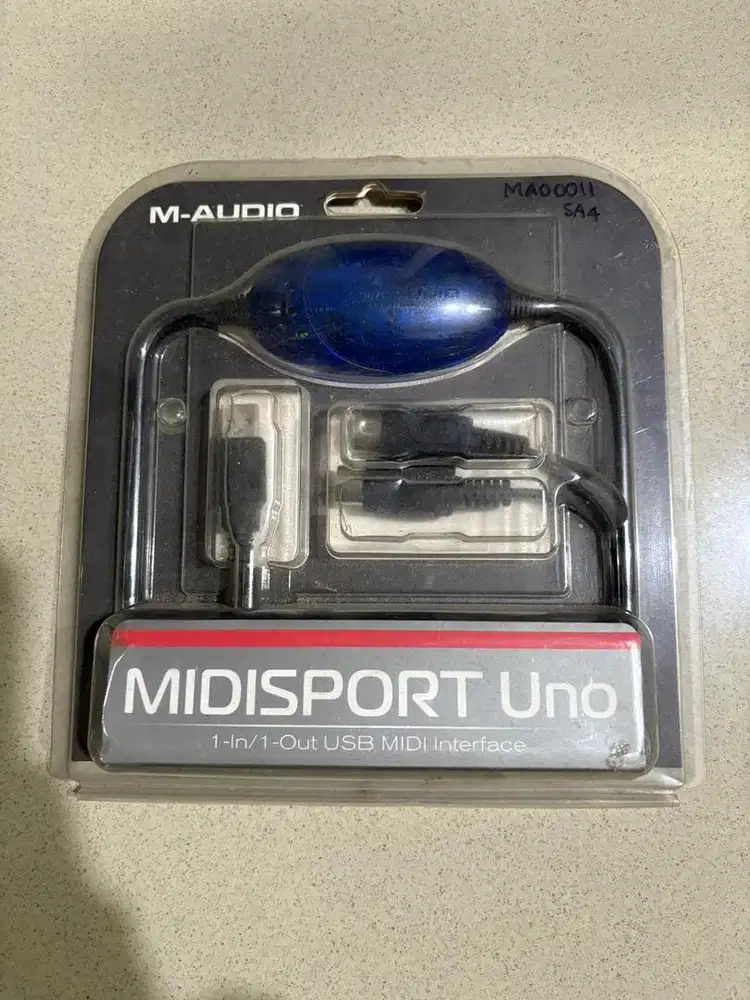 M-AUDIO
MA00011
SA4
MIDISPORT Uno
1-In/1-Out USB MIDI Interface